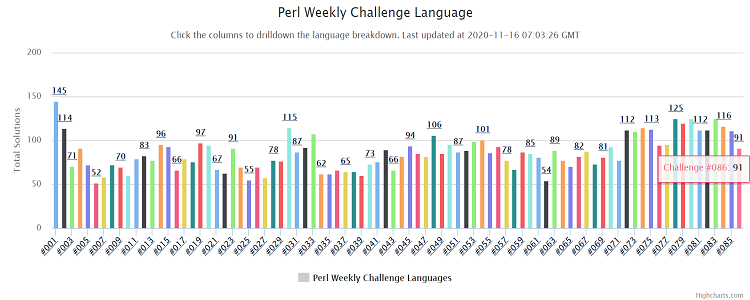 Perl Weekly Challenge Language
Click the columns to drilldown the language breakdown. Last updated at 2020-11-16 07:03:26 GMT
Total Solutions
200
150
100
50
0
145 114 71 52 70 83 96 66 97 67 91 55 78 115 87 62 65 73 66 94 106 87 101 78 85 54 82 81 112 113 125 112 116 91
Challenge #086: 91
#001 #003 #005 #007 #009 #011 #013 #015 #017 #019 #021 #023 #025 #027 #029 #031 #033 #035 #037 #039 #041 #043 #045 #047 #049 #051 #053 #055 #057 #059 #061 #063 #065 #067 #069 #071 #073 #075 #077 #079 #081 #083 #085
Perl Weekly Challenge Languages
Highcharts.com